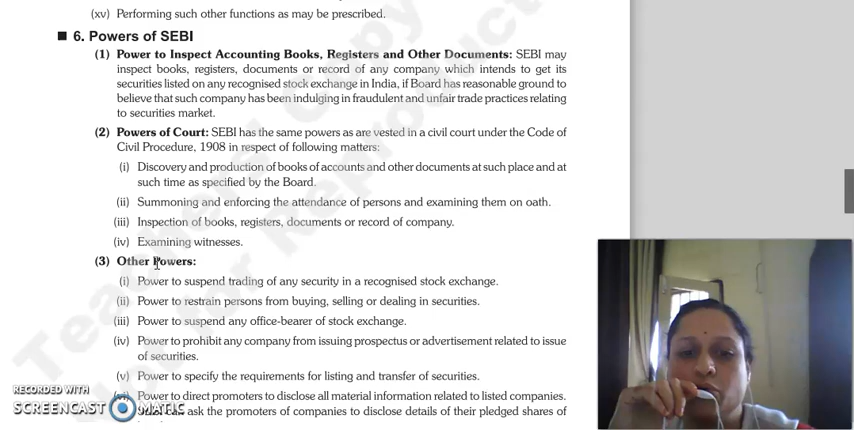 (xv) Performing such other functions as may be prescribed.
■ 6. Powers of SEBI
(1) Power to Inspect Accounting Books, Registers and Other Documents: SEBI may
inspect books, registers, documents or record of any company which intends to get its
securities listed on any recognised stock exchange in India, if Board has reasonable ground to
believe that such company has been indulging in fraudulent and unfair trade practices relating
to securities market.
(2) Powers of Court: SEBI has the same powers as are vested in a civil court under the Code of
Civil Procedure, 1908 in respect of following matters:
(i) Discovery and production of books of accounts and other documents at such place and at
such time as specified by the Board.
(ii) Summoning and enforcing the attendance of persons and examining them on oath.
(iii) Inspection of books, registers, documents or record of company.
(iv) Examining witnesses.
(3) Other Powers:
(i) Power to suspend trading of any security in a recognised stock exchange.
(ii) Power to restrain persons from buying, selling or dealing in securities.
(iii) Power to suspend any office-bearer of stock exchange.
(iv) Power to prohibit any company from issuing prospectus or advertisement related to issue
of securities.
(v) Power to specify the requirements for listing and transfer of securities.
(vi) Power to direct promoters to disclose all material information related to listed companies.
can ask the promoters of companies to disclose details of their pledged shares of
RECORDED WITH
SCREENCAST MATIC
Teachers' Copy
Not for Reproduction